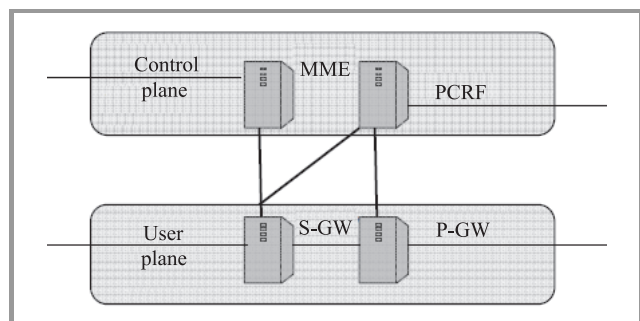 Control
plane
MME
PCRF
User
plane
S-GW
P-GW